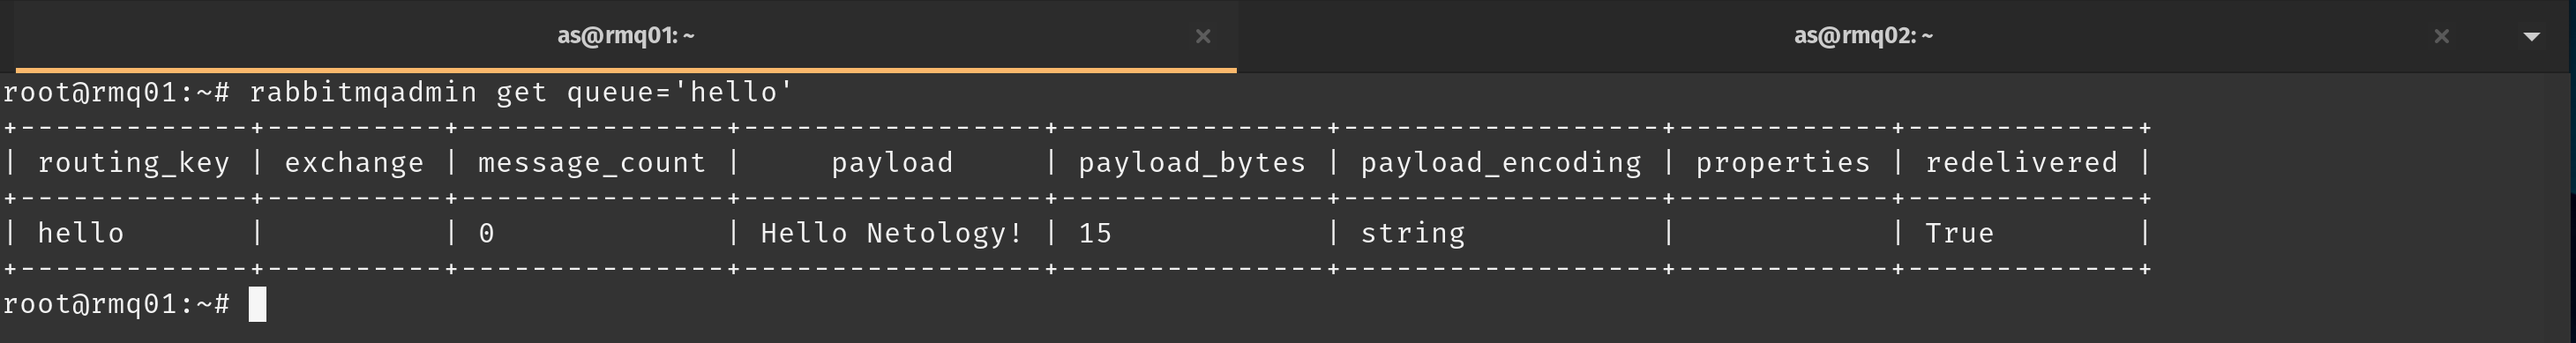 as@rmq01: ~ × as@rmq02: ~ ×
root@rmq01:~# rabbitmqadmin get queue='hello'
+-------------+----------+---------------+-----------------+---------------+------------------+------------+-------------+
| routing_key | exchange | message_count |     payload     | payload_bytes | payload_encoding | properties | redelivered |
+-------------+----------+---------------+-----------------+---------------+------------------+------------+-------------+
| hello       |          | 0             | Hello Netology! | 15            | string           |            | True        |
+-------------+----------+---------------+-----------------+---------------+------------------+------------+-------------+
root@rmq01:~#